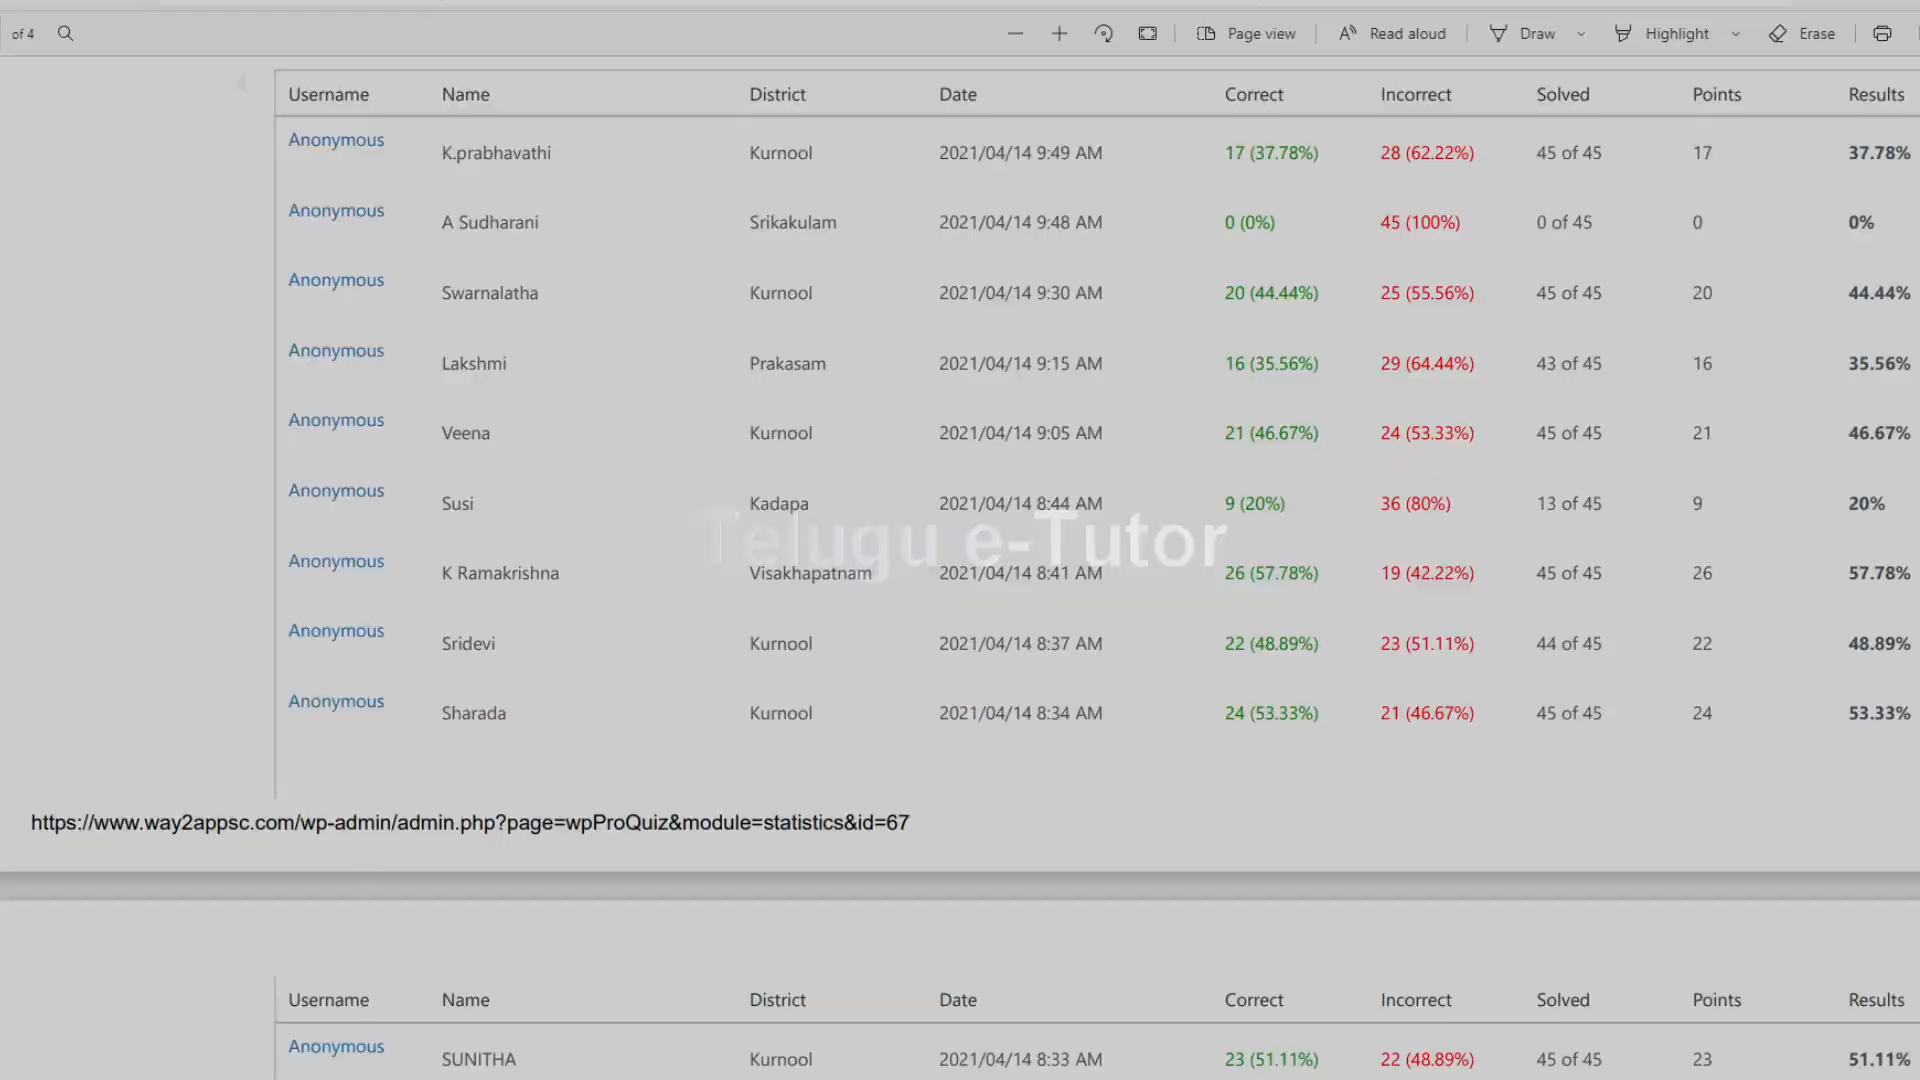 of 4 Page view Read aloud Draw Highlight Erase
Username Name District Date Correct Incorrect Solved Points Results
Anonymous K.prabhavathi Kurnool 2021/04/14 9:49 AM 17 (37.78%) 28 (62.22%) 45 of 45 17 37.78%
Anonymous A Sudharani Srikakulam 2021/04/14 9:48 AM 0 (0%) 45 (100%) 0 of 45 0 0%
Anonymous Swarnalatha Kurnool 2021/04/14 9:30 AM 20 (44.44%) 25 (55.56%) 45 of 45 20 44.44%
Anonymous Lakshmi Prakasam 2021/04/14 9:15 AM 16 (35.56%) 29 (64.44%) 43 of 45 16 35.56%
Anonymous Veena Kurnool 2021/04/14 9:05 AM 21 (46.67%) 24 (53.33%) 45 of 45 21 46.67%
Anonymous Susi Kadapa 2021/04/14 8:44 AM 9 (20%) 36 (80%) 13 of 45 9 20%
Telugu e-Tutor
Anonymous K Ramakrishna Visakhapatnam 2021/04/14 8:41 AM 26 (57.78%) 19 (42.22%) 45 of 45 26 57.78%
Anonymous Sridevi Kurnool 2021/04/14 8:37 AM 22 (48.89%) 23 (51.11%) 44 of 45 22 48.89%
Anonymous Sharada Kurnool 2021/04/14 8:34 AM 24 (53.33%) 21 (46.67%) 45 of 45 24 53.33%
https://www.way2appsc.com/wp-admin/admin.php?page=wpProQuiz&module=statistics&id=67
Username Name District Date Correct Incorrect Solved Points Results
Anonymous SUNITHA Kurnool 2021/04/14 8:33 AM 23 (51.11%) 22 (48.89%) 45 of 45 23 51.11%